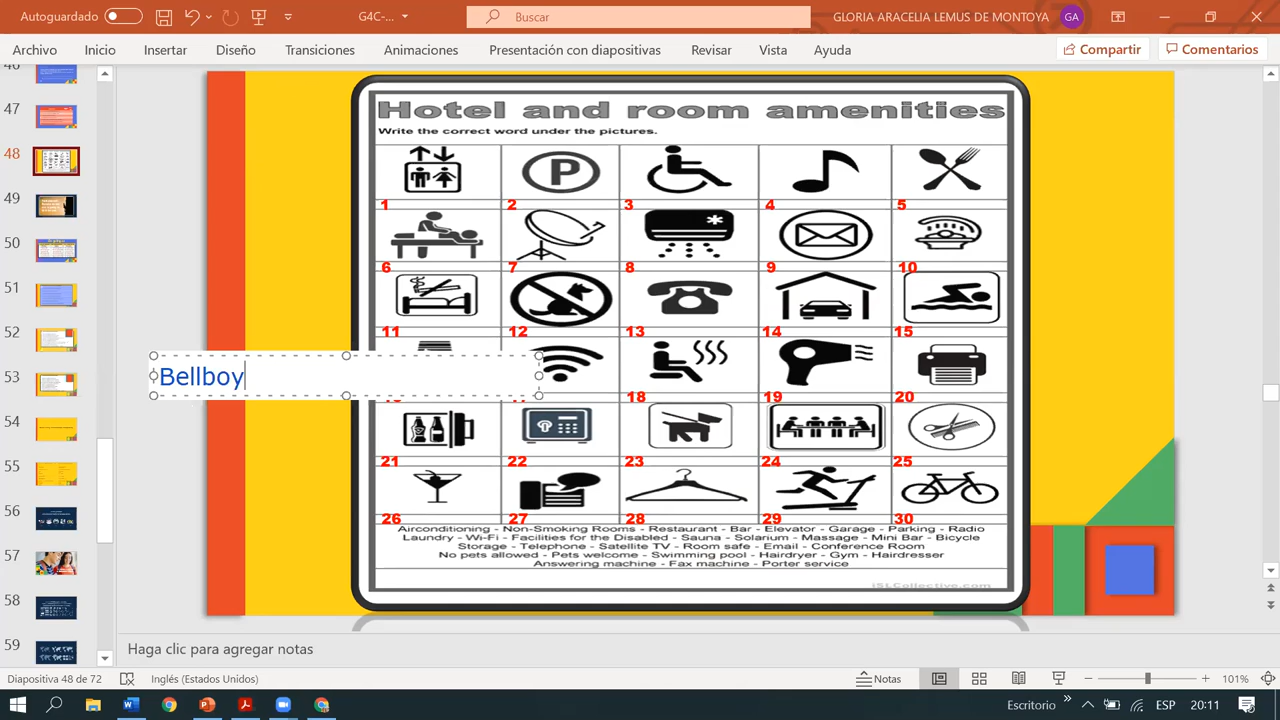 Autoguardado
G4C-...
Buscar
GLORIA ARACELIA LEMUS DE MONTOYA
GA
Archivo
Inicio
Insertar
Diseño
Transiciones
Animaciones
Presentación con diapositivas
Revisar
Vista
Ayuda
Compartir
Comentarios
47
48
49
50
51
52
53
54
55
56
57
58
59
Hotel and room amenities
Write the correct word under the pictures.
P
1 2 3 4 5
6 7 8 9 10
11 12 13 14 15
Bellboy
18 19 20
21 22 23 24 25
26 27 28 29 30
Airconditioning - Non-Smoking Rooms - Restaurant - Bar - Elevator - Garage - Parking - Radio
Laundry - Wi-Fi - Facilities for the Disabled - Sauna - Solarium - Massage - Mini Bar - Bicycle
Storage - Telephone - Satellite TV - Room safe - Email - Conference Room
No pets allowed - Pets welcome - Swimming pool - Hairdryer - Gym - Hairdresser
Answering machine - Fax machine - Porter service
iSLCollective.com
Haga clic para agregar notas
Diapositiva 48 de 72
Inglés (Estados Unidos)
Notas
101%
Escritorio
ESP
20:11